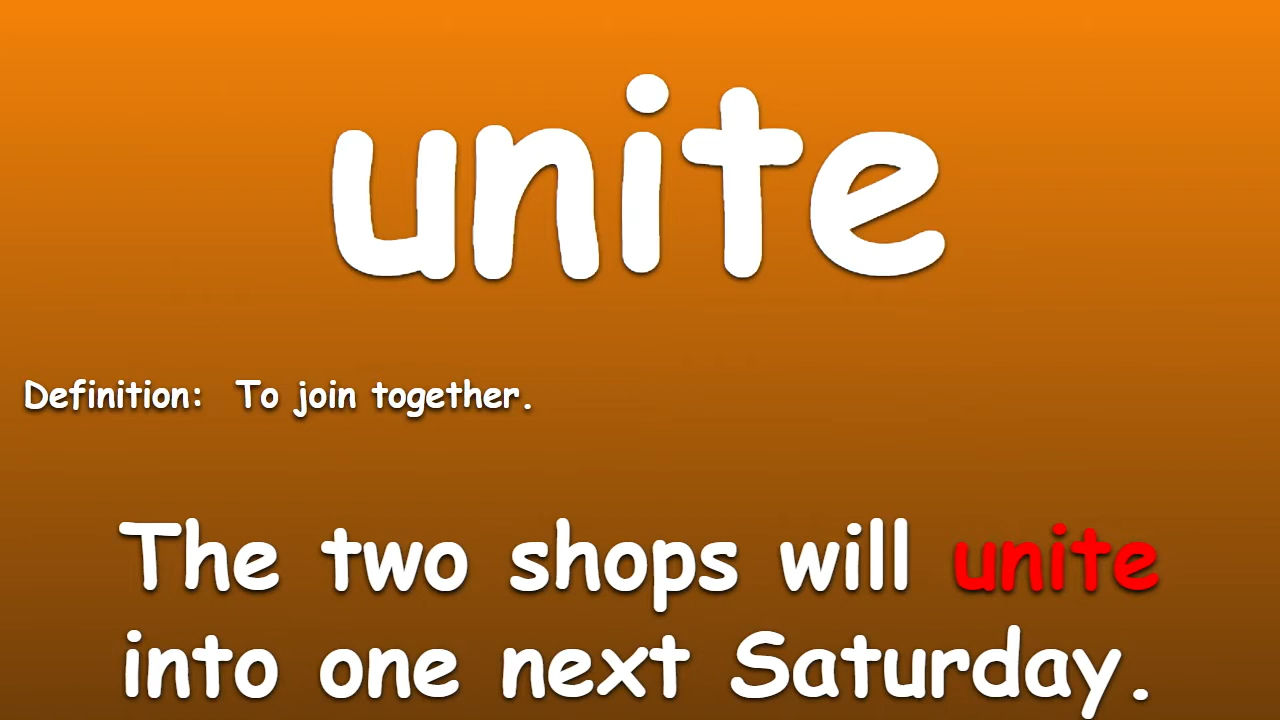 unite
Definition:  To join together.
The two shops will unite
into one next Saturday.